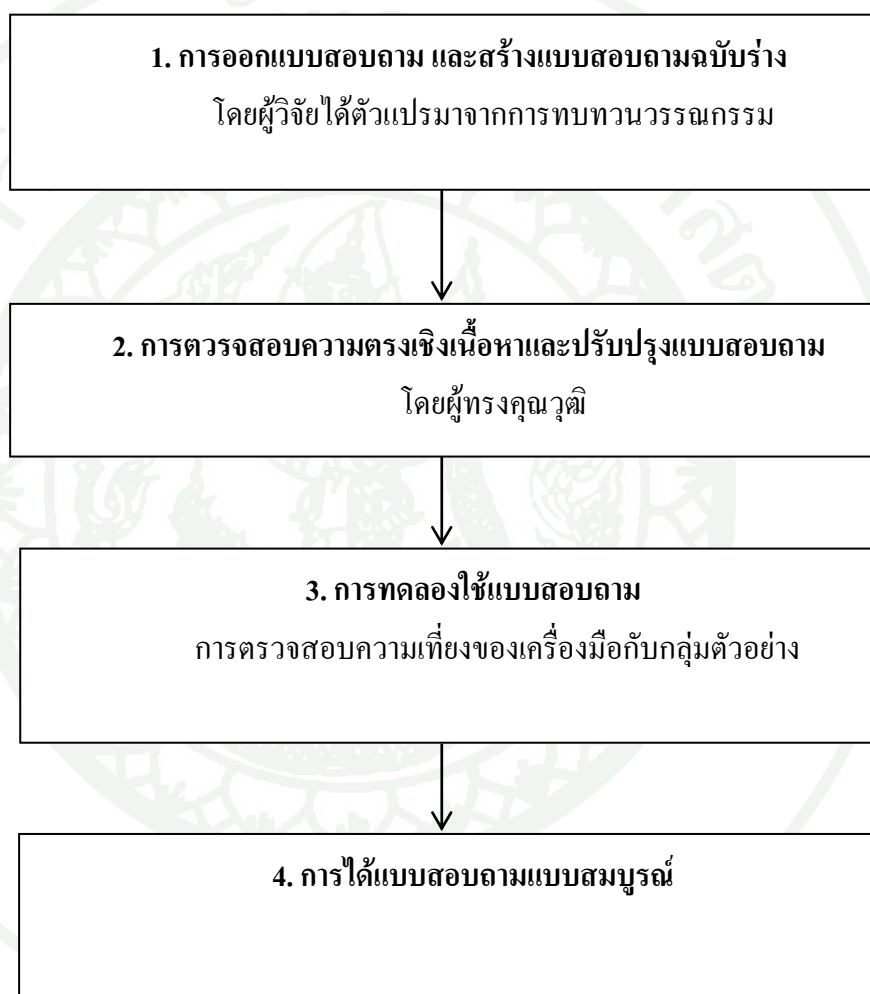 1. การออกแบบสอบถาม และสร้างแบบสอบถามฉบับร่าง
โดยผู้วิจัยได้ตัวแปรมาจากการทบทวนวรรณกรรม
2. การตวรจสอบความตรงเชิงเนื้อหาและปรับปรุงแบบสอบถาม
โดยผู้ทรงคุณวุฒิ
3. การทดลองใช้แบบสอบถาม
การตรวจสอบความเที่ยงของเครื่องมือกับกลุ่มตัวอย่าง
4. การได้แบบสอบถามแบบสมบูรณ์